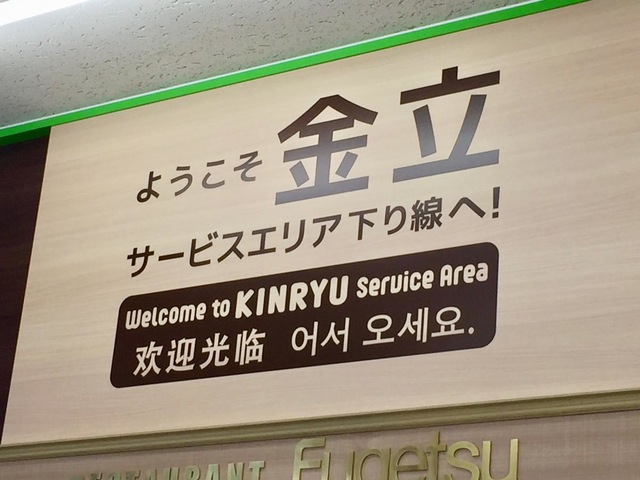 ようこそ 金立
サービスエリア下り線へ!
Welcome to KINRYU Service Area
欢迎光临 어서 오세요.
RESTAURANT Fugetsu